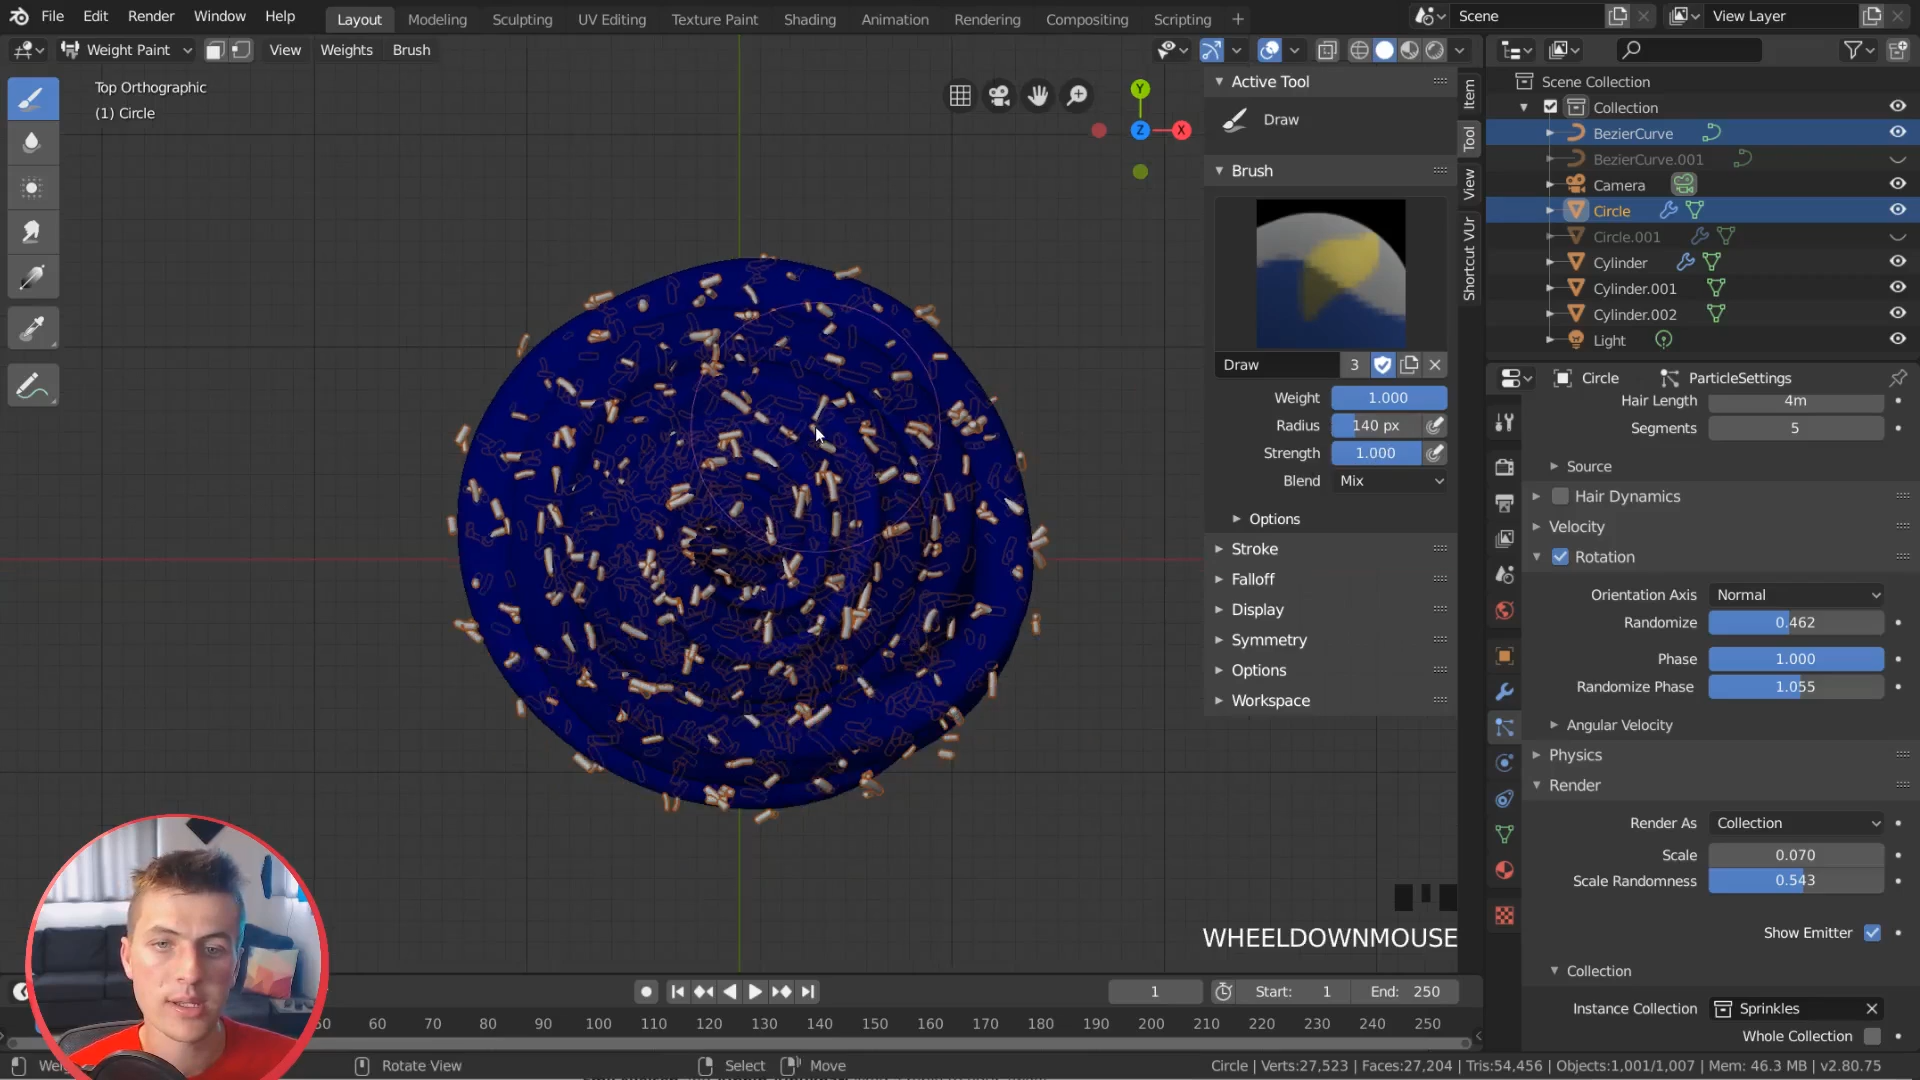 File Edit Render Window Help Layout Modeling Sculpting UV Editing Texture Paint Shading Animation Rendering Compositing Scripting + Scene View Layer
Weight Paint View Weights Brush
Top Orthographic
(1) Circle
Y
Z
X
Active Tool
Draw
Brush
Draw 3
Weight 1.000
Radius 140 px
Strength 1.000
Blend Mix
Options
Stroke
Falloff
Display
Symmetry
Options
Workspace
Item
Tool
View
Shortcut VUr
Scene Collection
Collection
BezierCurve
BezierCurve.001
Camera
Circle
Circle.001
Cylinder
Cylinder.001
Cylinder.002
Light
Circle ParticleSettings
Hair Length 4m
Segments 5
Source
Hair Dynamics
Velocity
Rotation
Orientation Axis Normal
Randomize 0.462
Phase 1.000
Randomize Phase 1.055
Angular Velocity
Physics
Render
Render As Collection
Scale 0.070
Scale Randomness 0.543
Show Emitter
Collection
Instance Collection Sprinkles
Whole Collection
WHEELDOWNMOUSE
1 Start: 1 End: 250
50 60 70 80 90 100 110 120 130 140 150 160 170 180 190 200 210 220 230 240 250
Rotate View Select Move Circle | Verts:27,523 | Faces:27,204 | Tris:54,456 | Objects:1,001/1,007 | Mem: 46.3 MB | v2.80.75